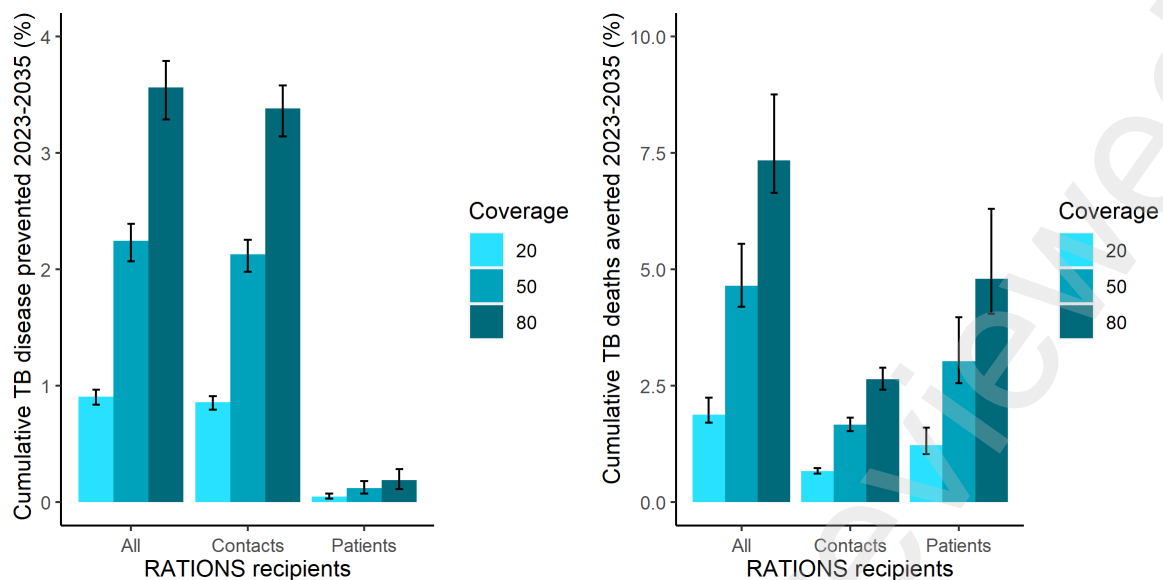 Cumulative TB disease prevented 2023-2035 (%)
4
3
2
1
0
All Contacts Patients
RATIONS recipients
Coverage
20
50
80
Cumulative TB deaths averted 2023-2035 (%)
10.0
7.5
5.0
2.5
0.0
All Contacts Patients
RATIONS recipients
Coverage
20
50
80
eviewe